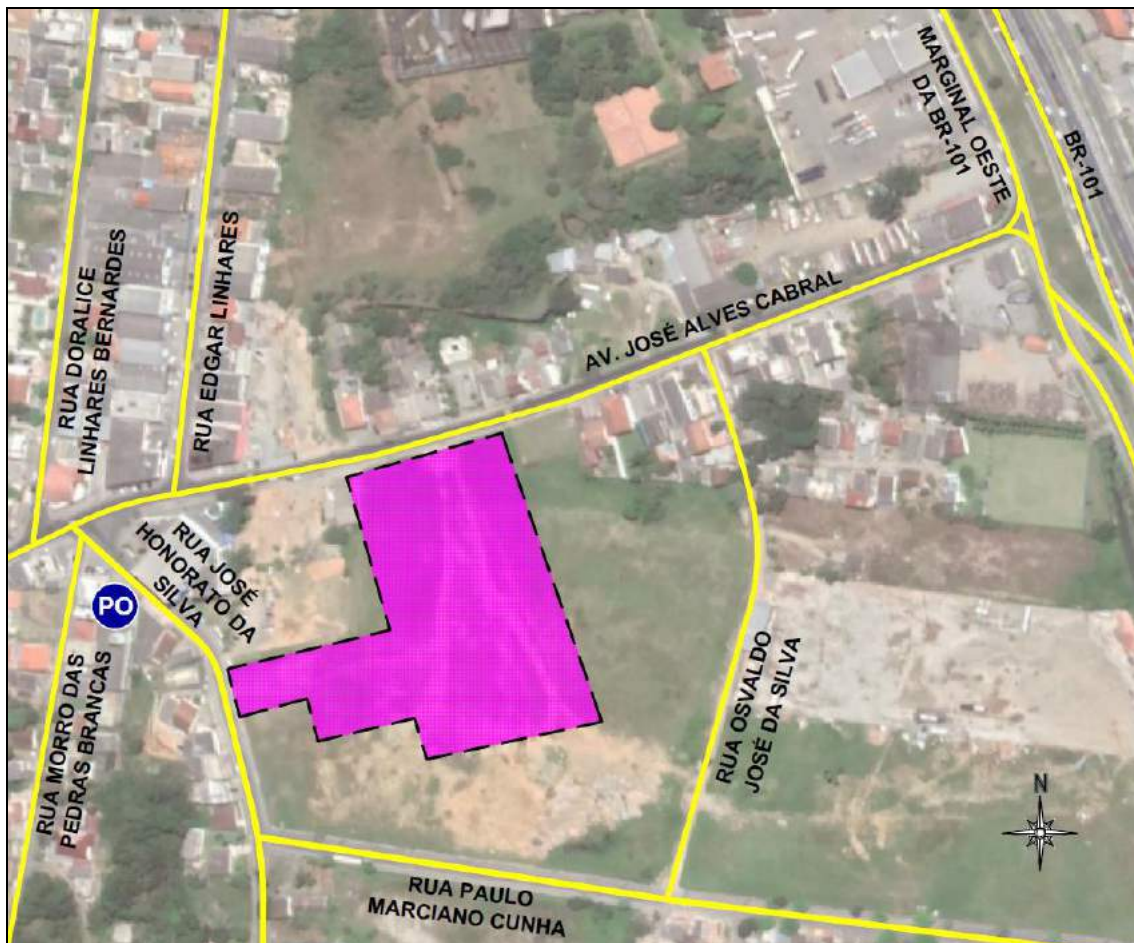 MARGINAL OESTE
DA BR-101
BR-101
RUA DORALICE
LINHARES BERNARDES
RUA EDGAR LINHARES
AV. JOSÉ ALVES CABRAL
RUA JOSÉ
HONORATO DA
SILVA
PO
RUA MORRO DAS
PEDRAS BRANCAS
RUA OSVALDO
JOSÉ DA SILVA
N
RUA PAULO
MARCIANO CUNHA